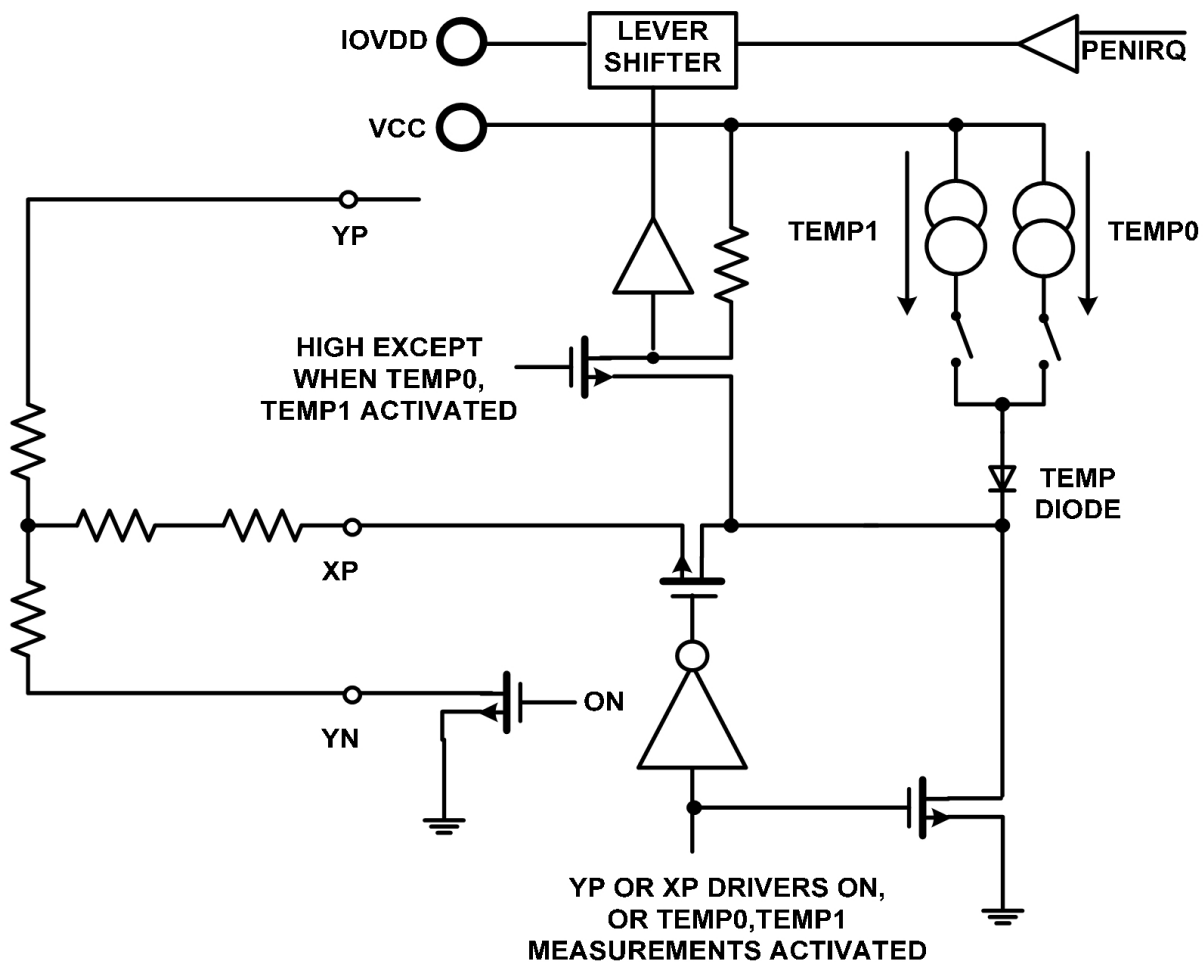 IOVDD
LEVER
SHIFTER
PENIRQ
VCC
YP
TEMP1
TEMP0
HIGH EXCEPT
WHEN TEMP0,
TEMP1 ACTIVATED
TEMP
DIODE
XP
ON
YN
YP OR XP DRIVERS ON,
OR TEMP0,TEMP1
MEASUREMENTS ACTIVATED